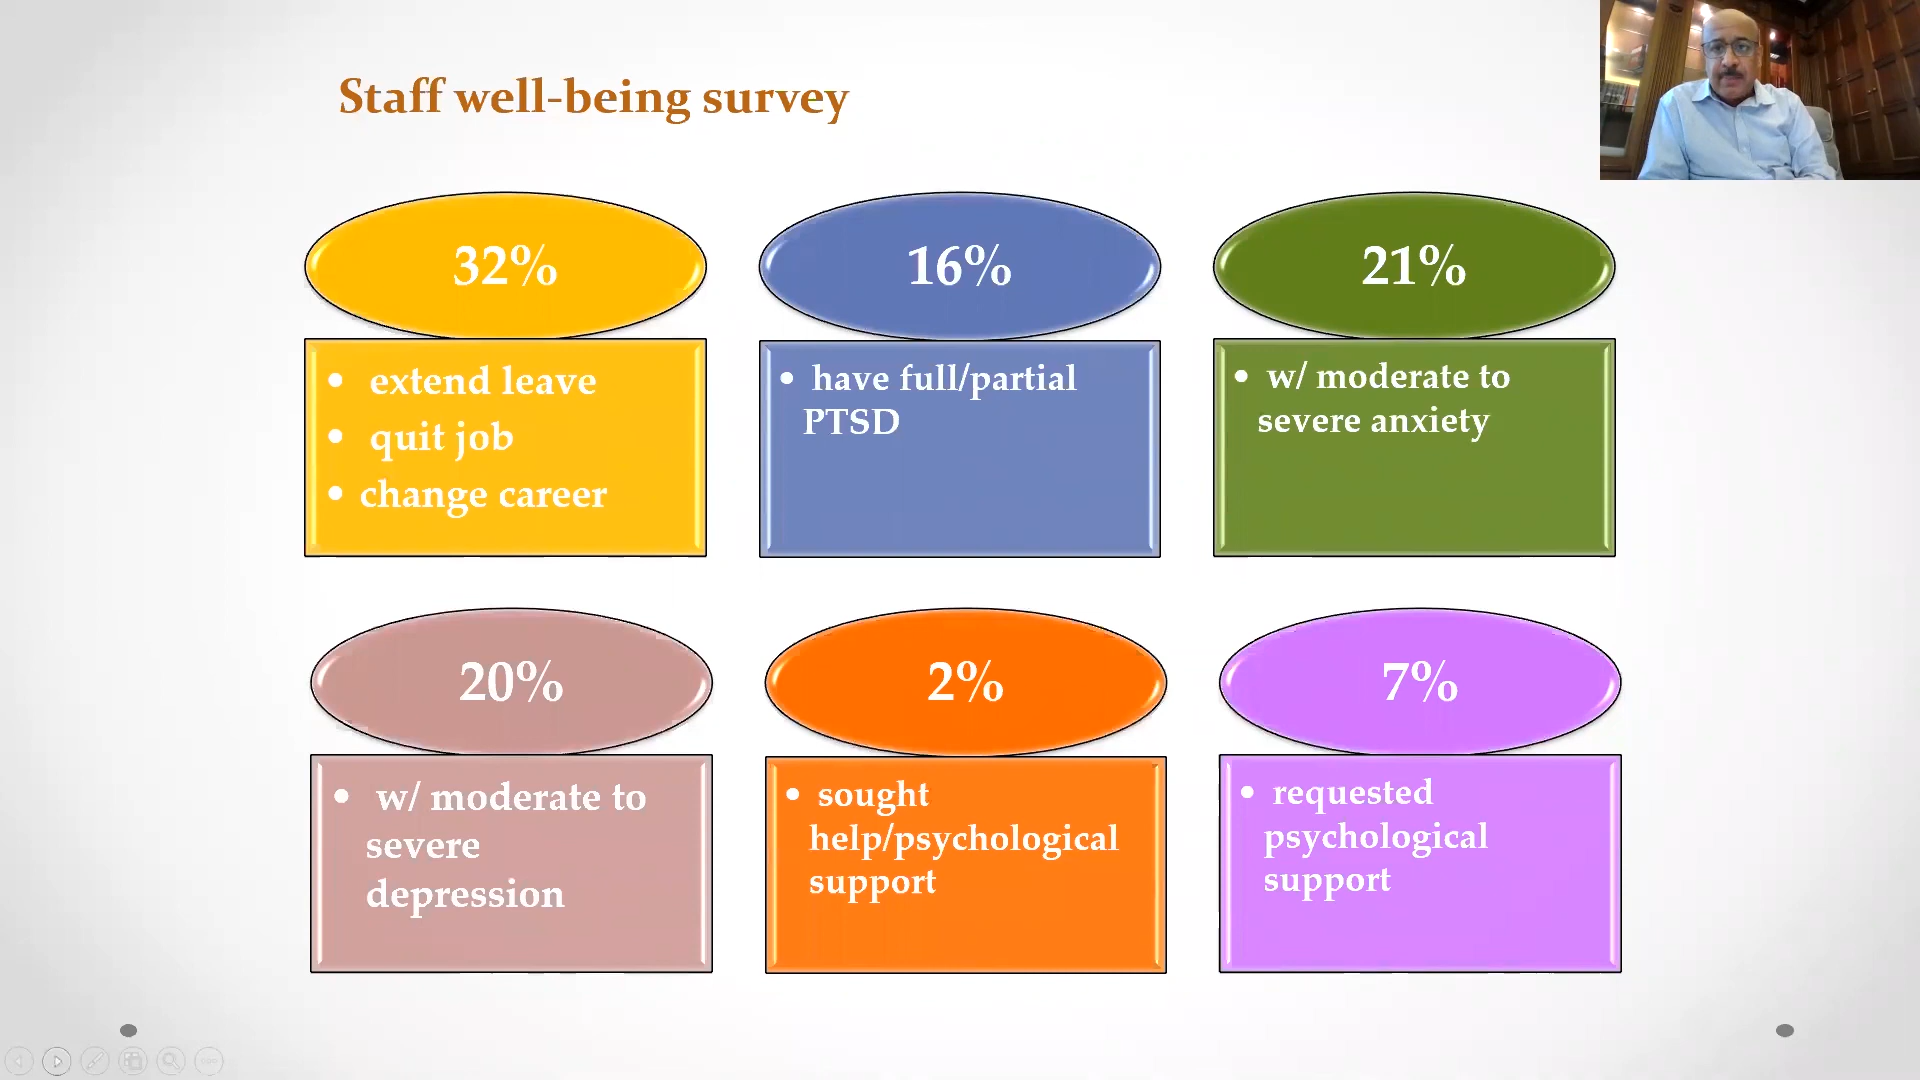 Staff well-being survey
32%
16%
21%
• extend leave
• quit job
• change career
• have full/partial
PTSD
• w/ moderate to
severe anxiety
20%
2%
7%
• w/ moderate to
severe
depression
• sought
help/psychological
support
• requested
psychological
support